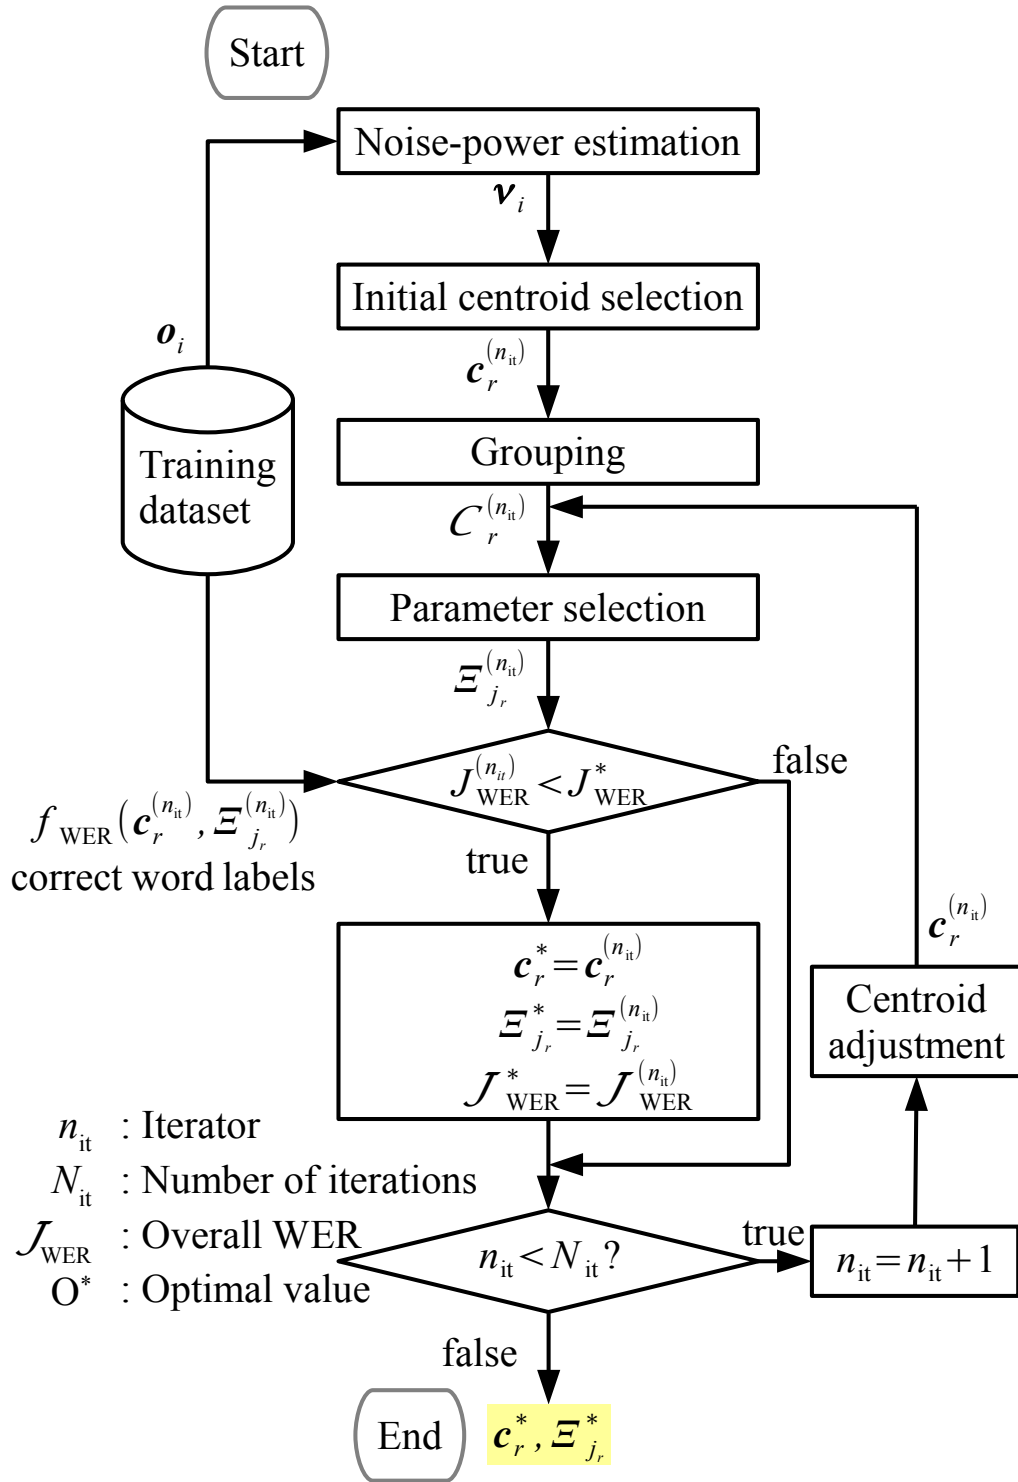 Start
Noise-power estimation
𝝂_i
Initial centroid selection
o_i
c_r^(n_it)
Training
dataset
Grouping
C_r^(n_it)
Parameter selection
Ξ_{j_r}^(n_it)
J_WER^(n_it) < J_WER^*
false
f_WER(c_r^(n_it), Ξ_{j_r}^(n_it))
correct word labels
true
c_r^(n_it)
c_r^* = c_r^(n_it)
Ξ_{j_r}^* = Ξ_{j_r}^(n_it)
J_WER^* = J_WER^(n_it)
Centroid
adjustment
n_it : Iterator
N_it : Number of iterations
J_WER : Overall WER
O^* : Optimal value
n_it < N_it ?
true
n_it = n_it + 1
false
End
c_r^*, Ξ_{j_r}^*